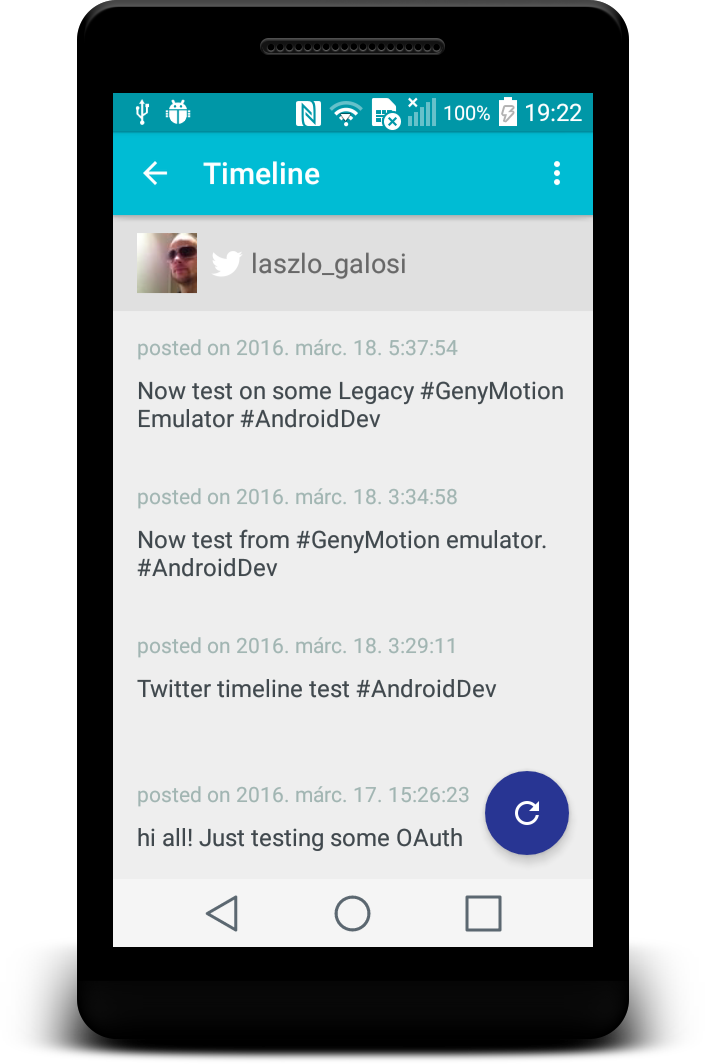 100% 19:22
Timeline
laszlo_galosi
posted on 2016. márc. 18. 5:37:54
Now test on some Legacy #GenyMotion
Emulator #AndroidDev
posted on 2016. márc. 18. 3:34:58
Now test from #GenyMotion emulator.
#AndroidDev
posted on 2016. márc. 18. 3:29:11
Twitter timeline test #AndroidDev
posted on 2016. márc. 17. 15:26:23
hi all! Just testing some OAuth